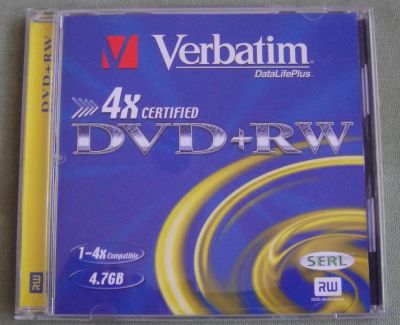 DVD+RW
Verbatim
DataLifePlus
4x CERTIFIED
DVD+RW
1-4x Compatible
4.7GB
SERL
RW
RW